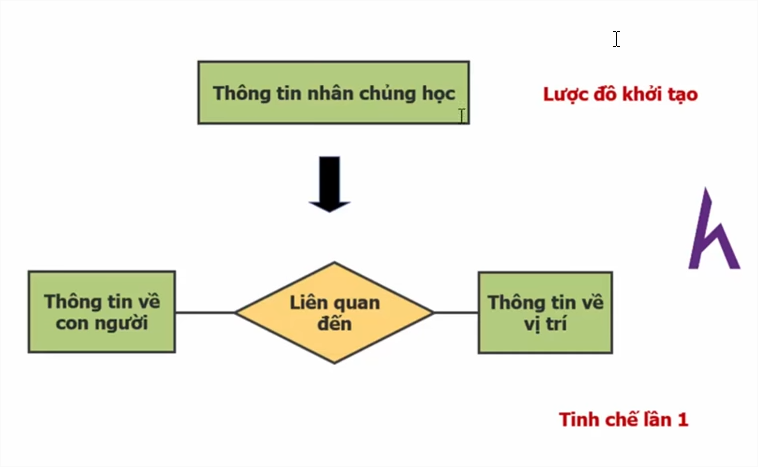 Thông tin nhân chủng học
Lược đồ khởi tạo
Thông tin về
con người
Liên quan
đến
Thông tin về
vị trí
Tinh chế lần 1